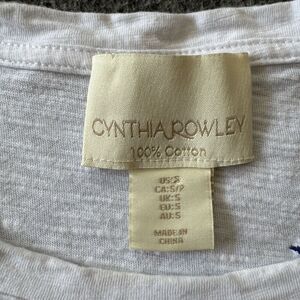 CYNTHIA ROWLEY
100% Cotton
US:S
CA:S/P
UK:S
EU:S
AU:S
MADE IN
CHINA